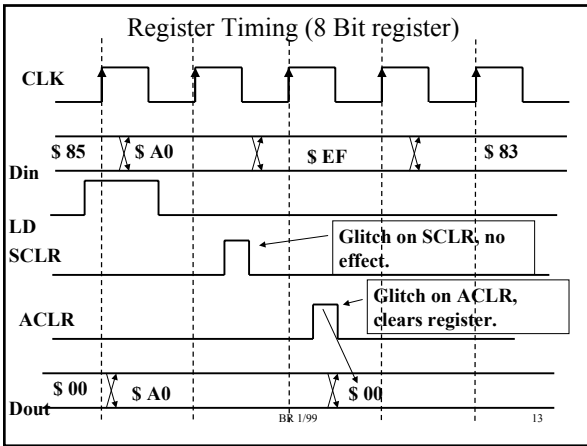 Register Timing (8 Bit register)
CLK
$ 85 $ A0 $ EF $ 83
Din
LD
SCLR
Glitch on SCLR, no
effect.
Glitch on ACLR,
clears register.
ACLR
$ 00 $ A0 $ 00
Dout
BR 1/99 13